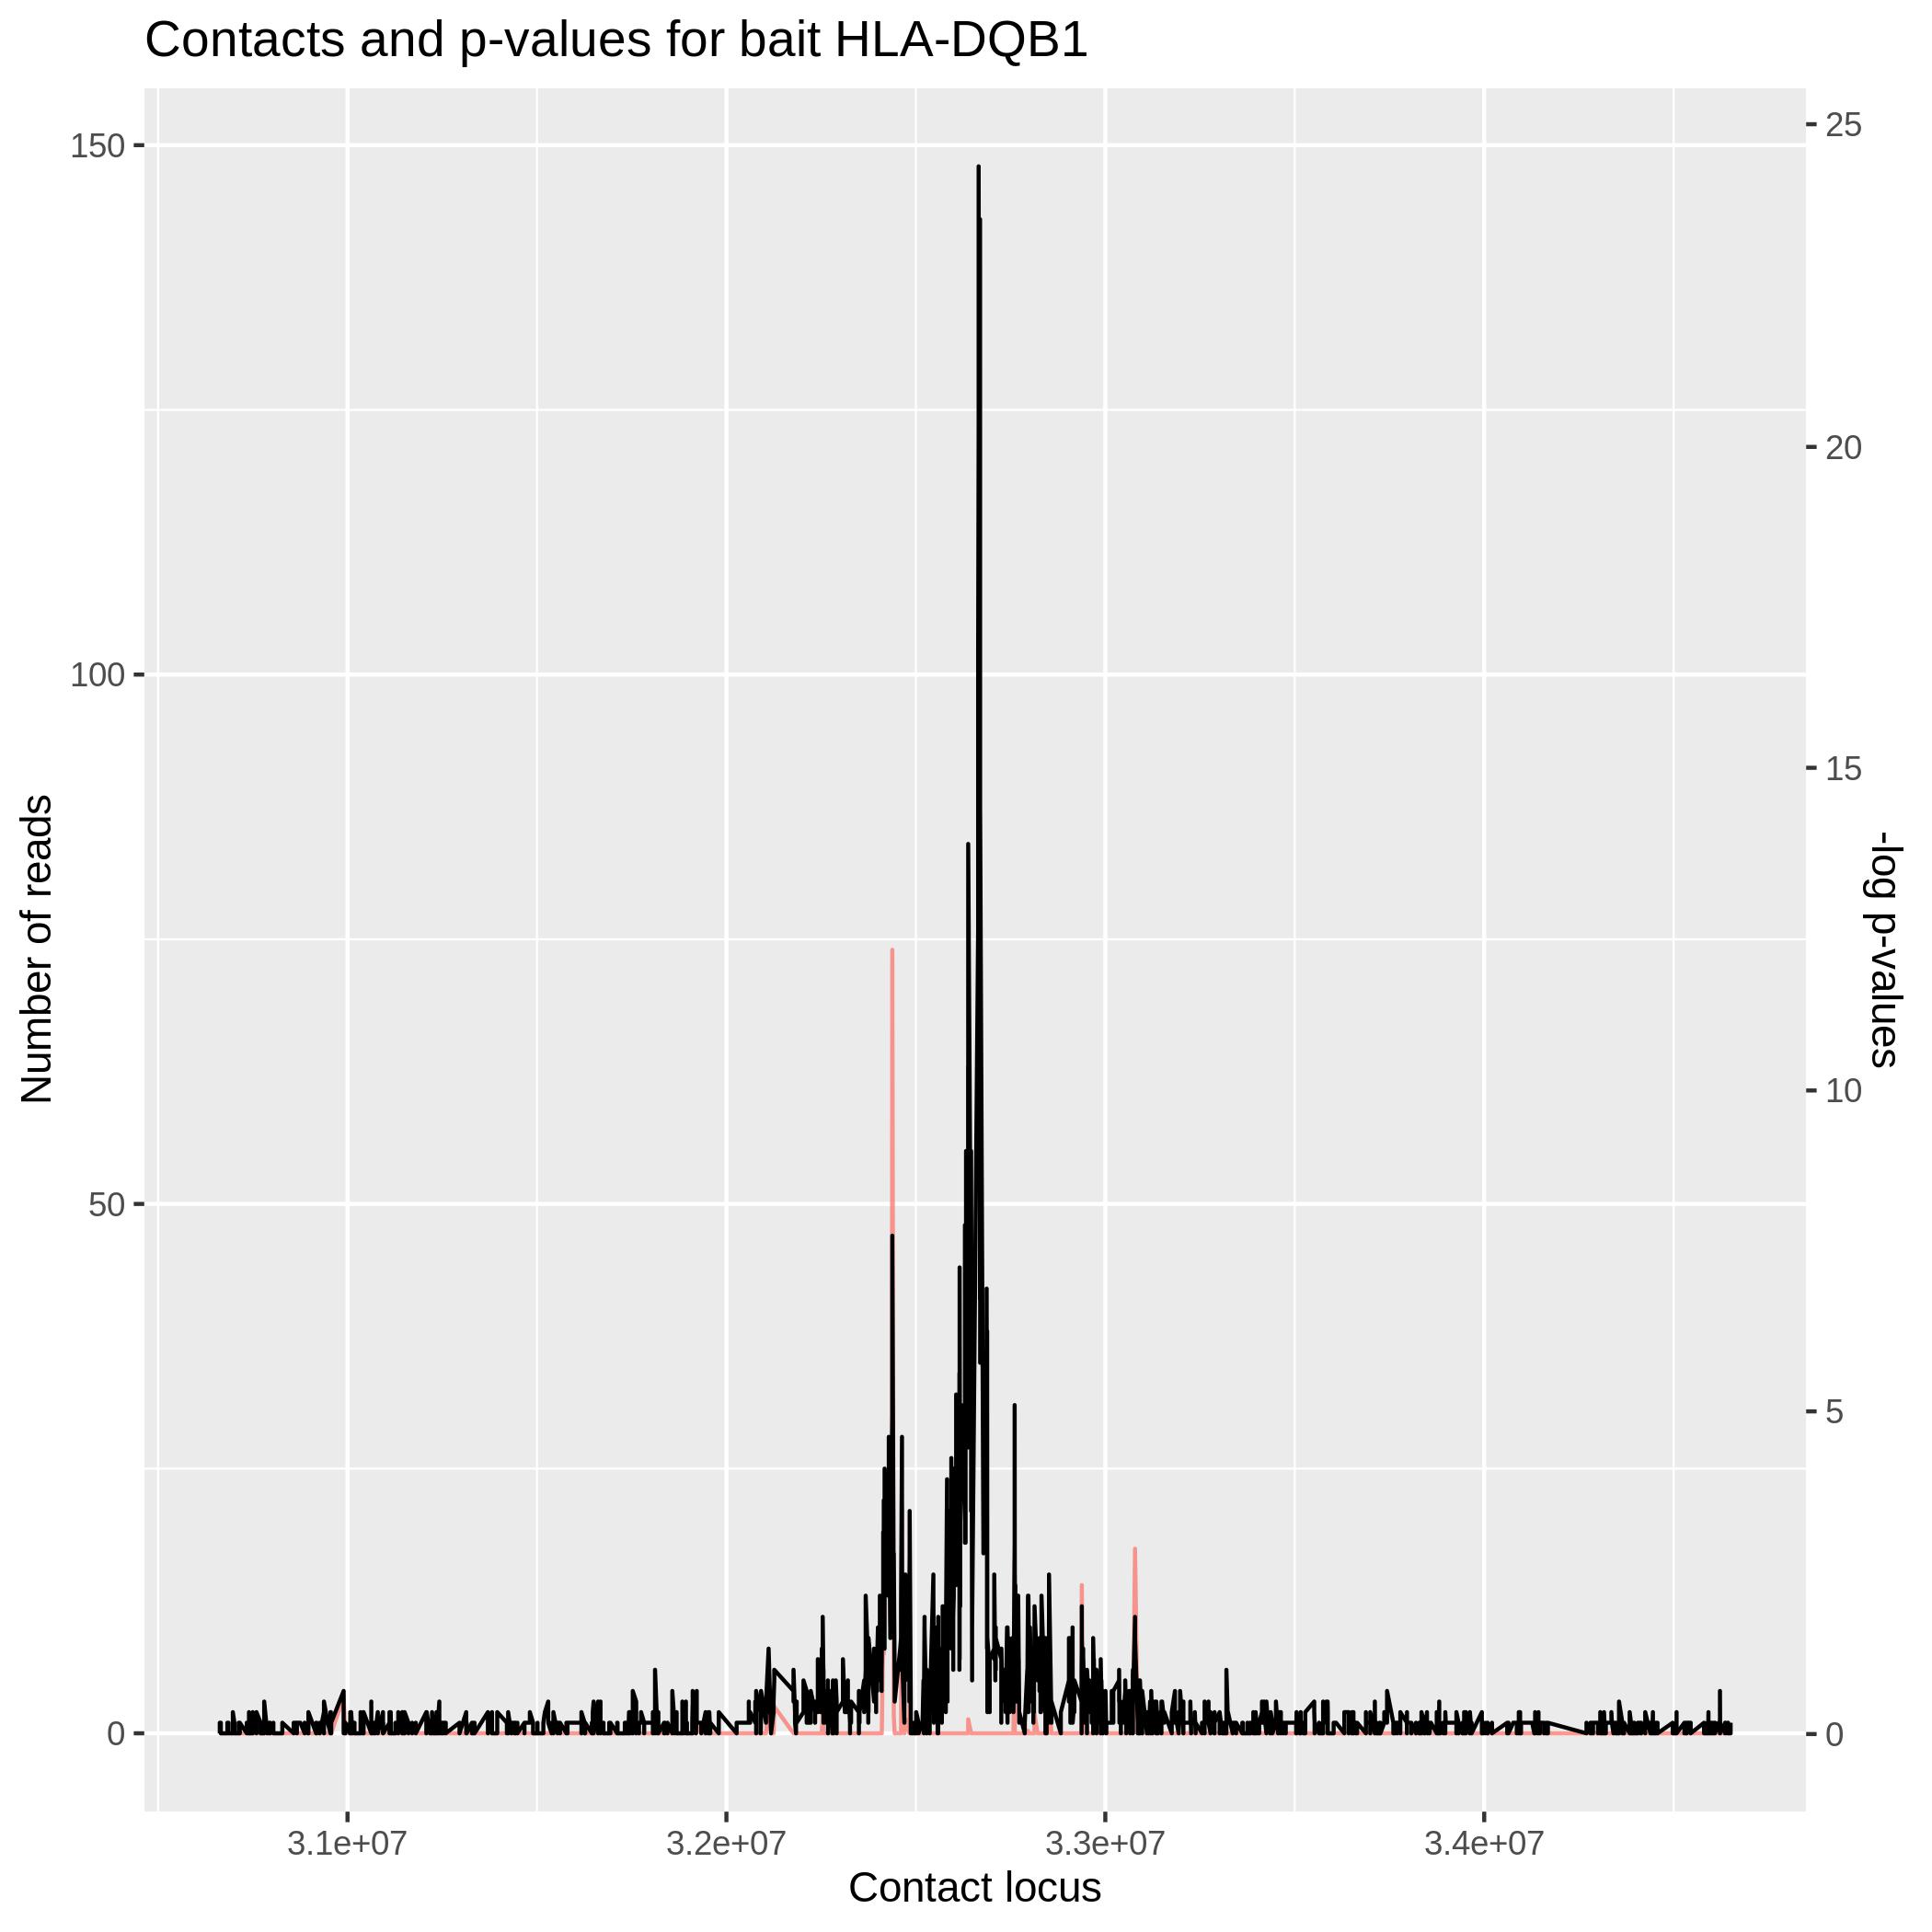 Contacts and p-values for bait HLA-DQB1
150
100
50
0
Number of reads
25
20
15
10
5
0
-log p-values
3.1e+07
3.2e+07
3.3e+07
3.4e+07
Contact locus